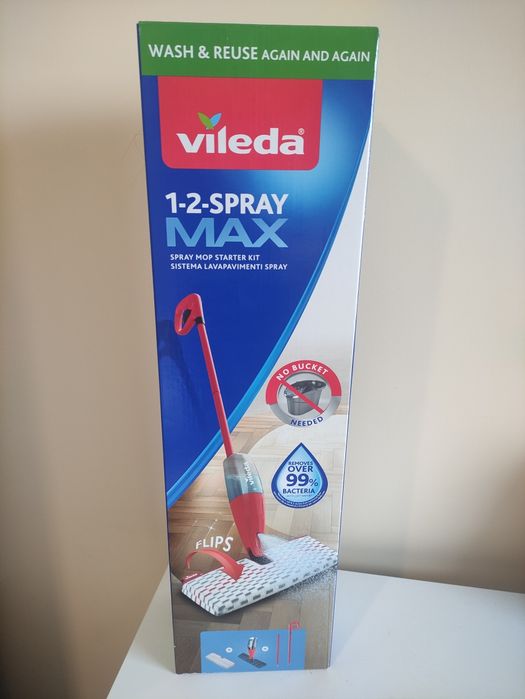 WASH & REUSE AGAIN AND AGAIN
vileda®
1-2-SPRAY
MAX
SPRAY MOP STARTER KIT
SISTEMA LAVAPAVIMENTI SPRAY
NO BUCKET
NEEDED
REMOVES
OVER
99%
BACTERIA
vileda
FLIPS